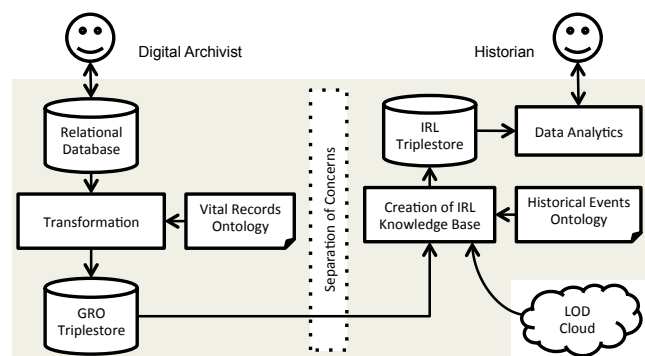 Digital Archivist
Historian
Relational
Database
Transformation
Vital Records
Ontology
GRO
Triplestore
Separation of Concerns
IRL
Triplestore
Data Analytics
Creation of IRL
Knowledge Base
Historical Events
Ontology
LOD
Cloud